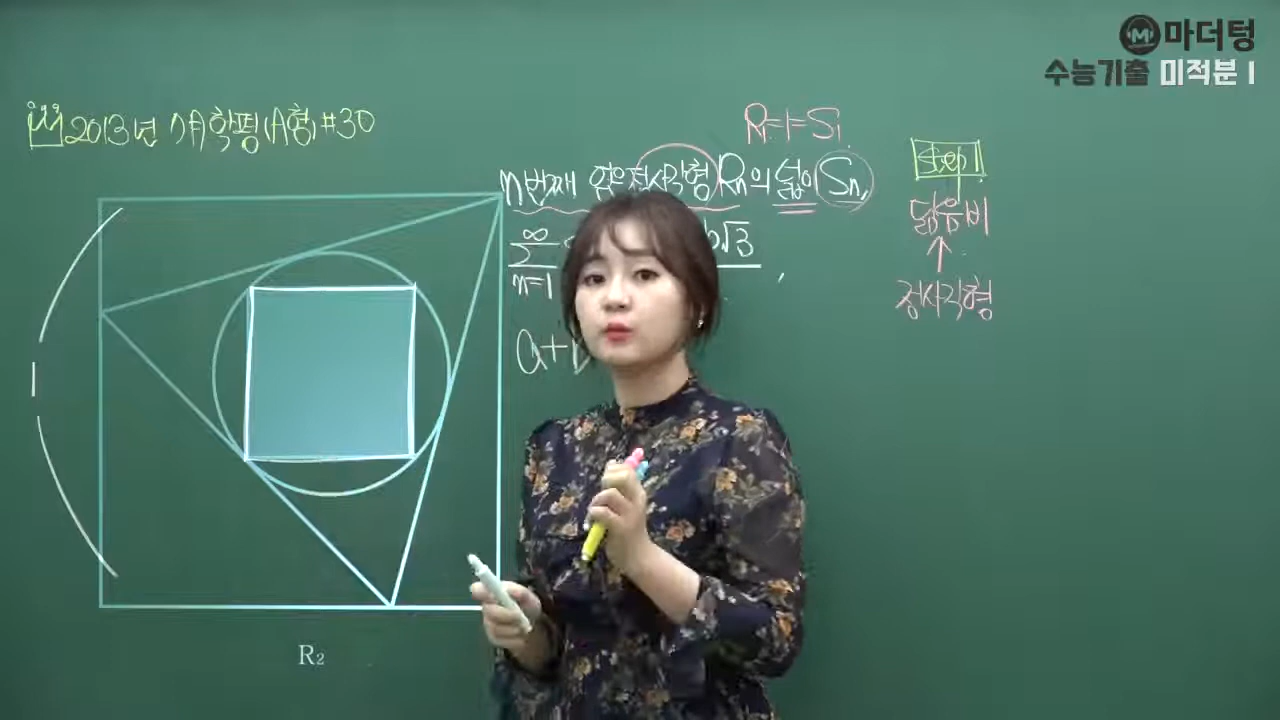 마더텅
수능기출 미적분 I
2013년 7月학평(A형)#30
R₁=1=S₁
n번째 얻은 정사각형 Rn의 넓이 Sn,
step1
닮음비
∞
Σ
n=1
√3
,
↑
정사각형
1
a+b
R₂